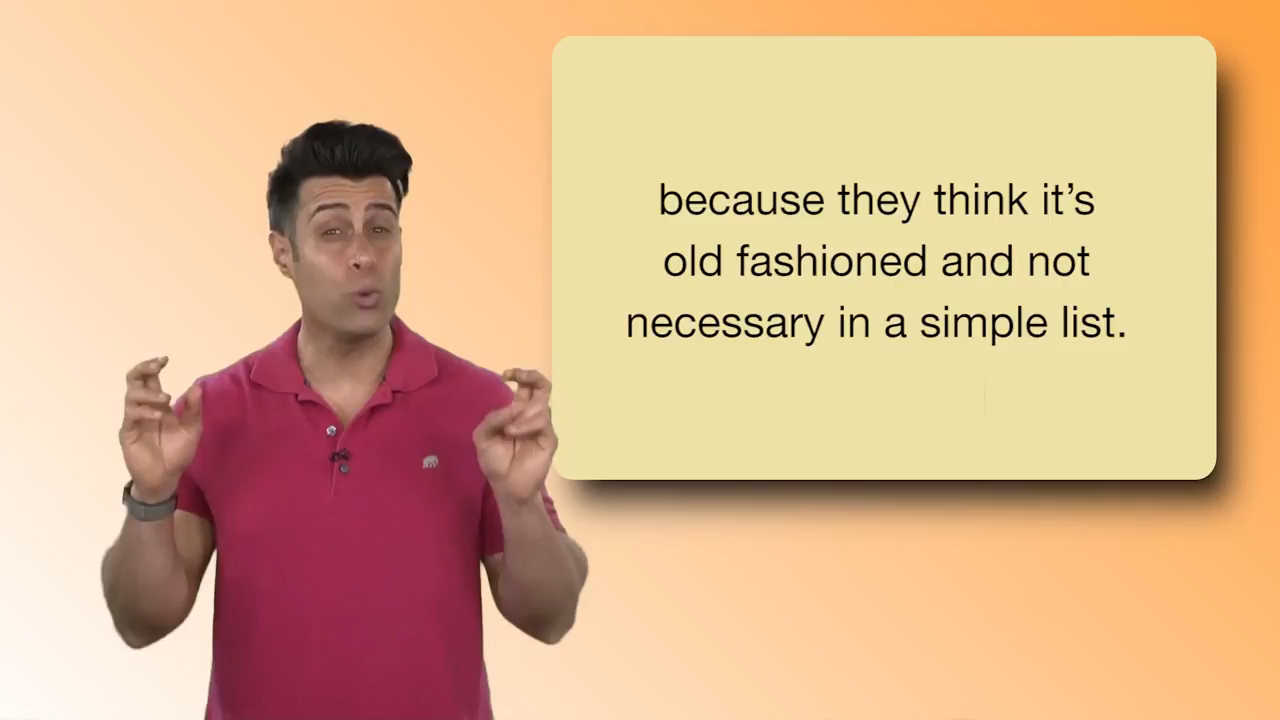 because they think it’s
old fashioned and not
necessary in a simple list.